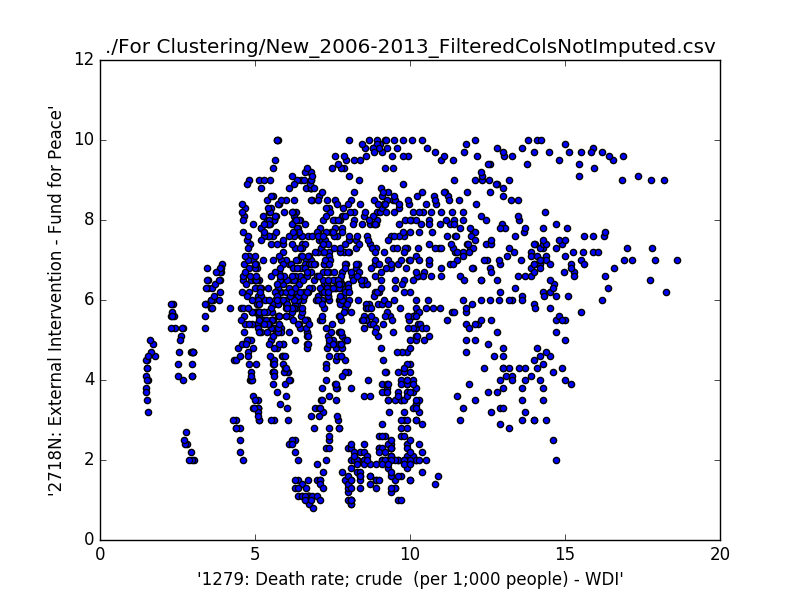 ./For Clustering/New_2006-2013_FilteredColsNotImputed.csv
12
10
8
6
4
2
0
'2718N: External Intervention - Fund for Peace'
0 5 10 15 20
'1279: Death rate; crude  (per 1;000 people) - WDI'